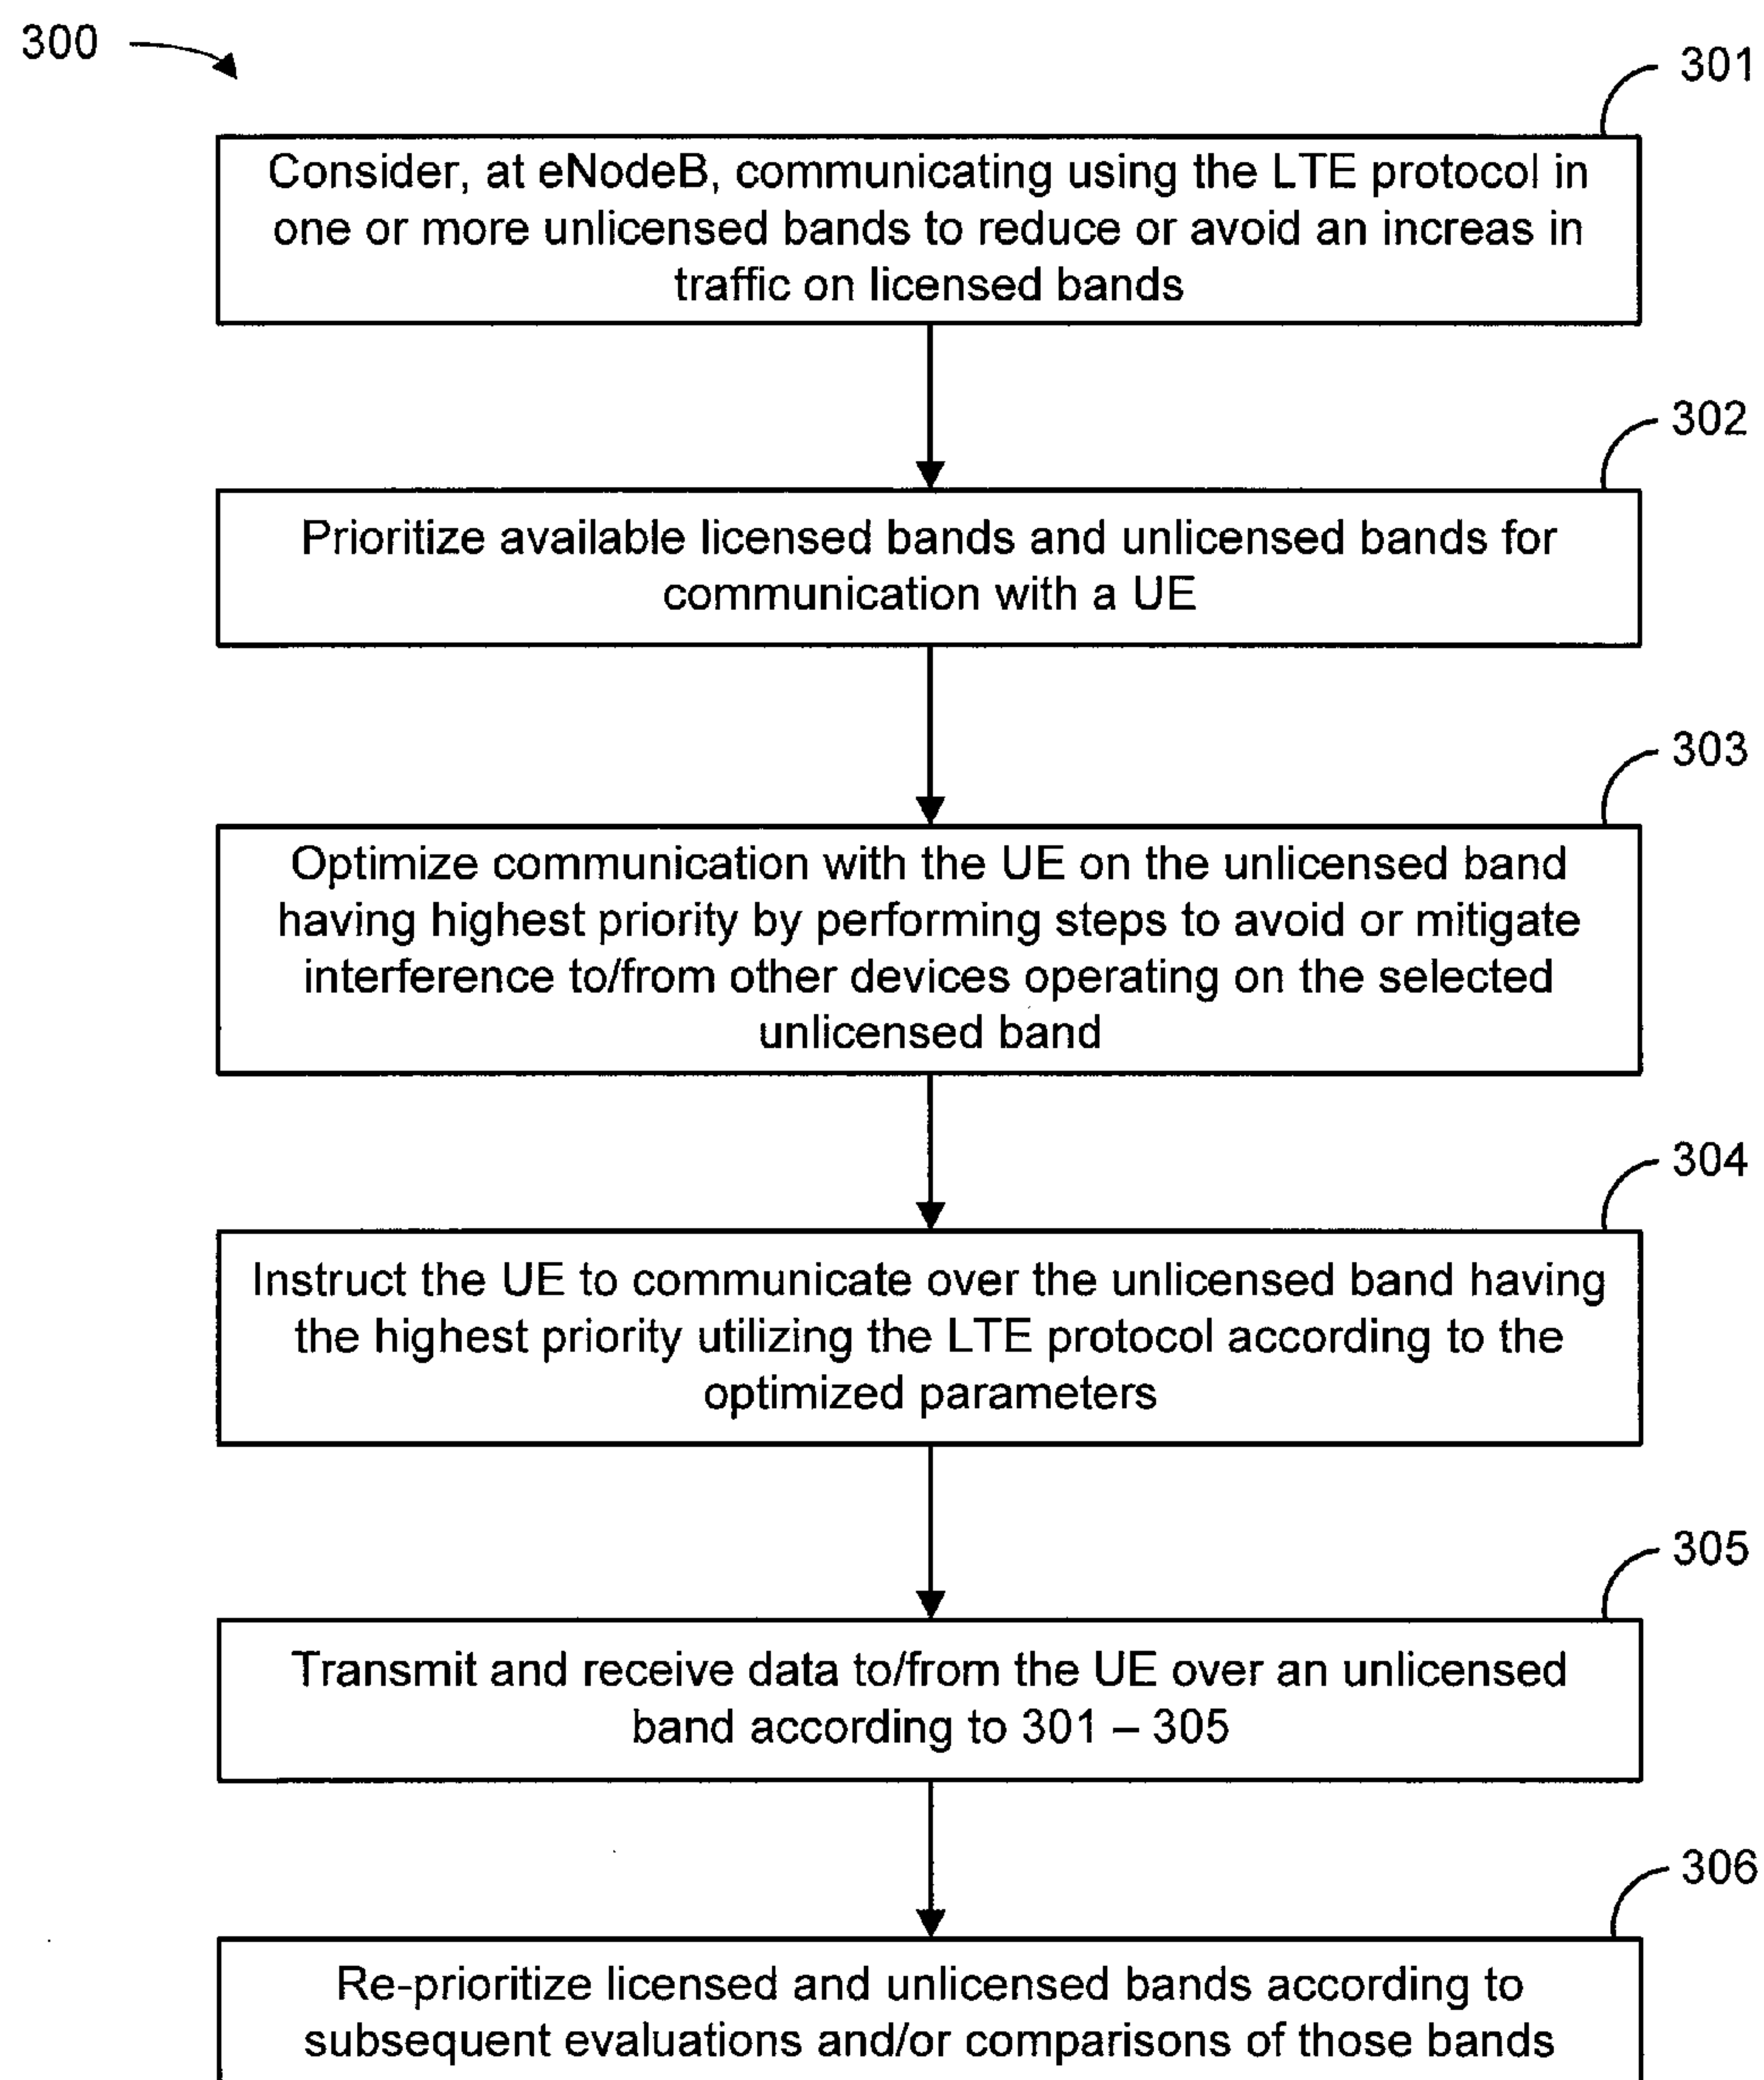 300
301
Consider, at eNodeB, communicating using the LTE protocol in
one or more unlicensed bands to reduce or avoid an increas in
traffic on licensed bands
302
Prioritize available licensed bands and unlicensed bands for
communication with a UE
303
Optimize communication with the UE on the unlicensed band
having highest priority by performing steps to avoid or mitigate
interference to/from other devices operating on the selected
unlicensed band
304
Instruct the UE to communicate over the unlicensed band having
the highest priority utilizing the LTE protocol according to the
optimized parameters
305
Transmit and receive data to/from the UE over an unlicensed
band according to 301 – 305
306
Re-prioritize licensed and unlicensed bands according to
subsequent evaluations and/or comparisons of those bands